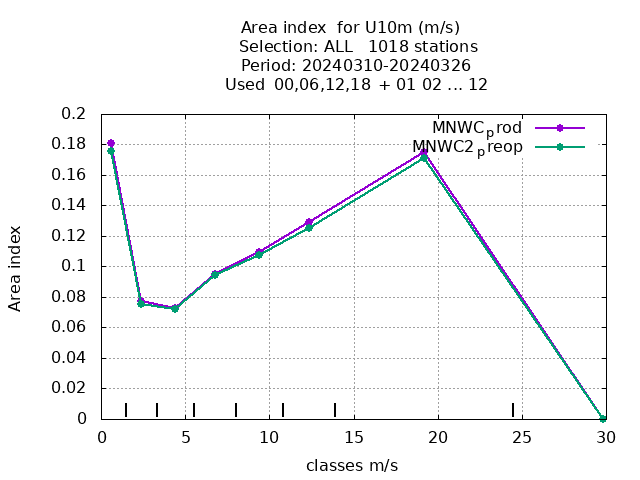 Area index  for U10m (m/s)
Selection: ALL   1018 stations
Period: 20240310-20240326
Used  00,06,12,18 + 01 02 ... 12
MNWCprod
MNWC2preop
0.2
0.18
0.16
0.14
0.12
0.1
0.08
0.06
0.04
0.02
0
Area index
0 5 10 15 20 25 30
classes m/s